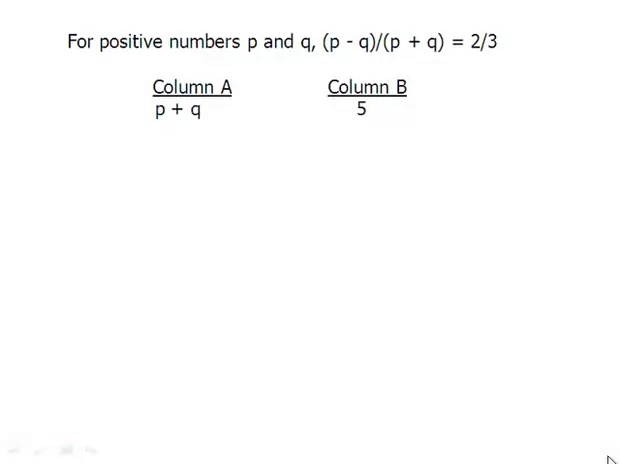 For positive numbers p and q, (p - q)/(p + q) = 2/3
Column A Column B
p + q 5